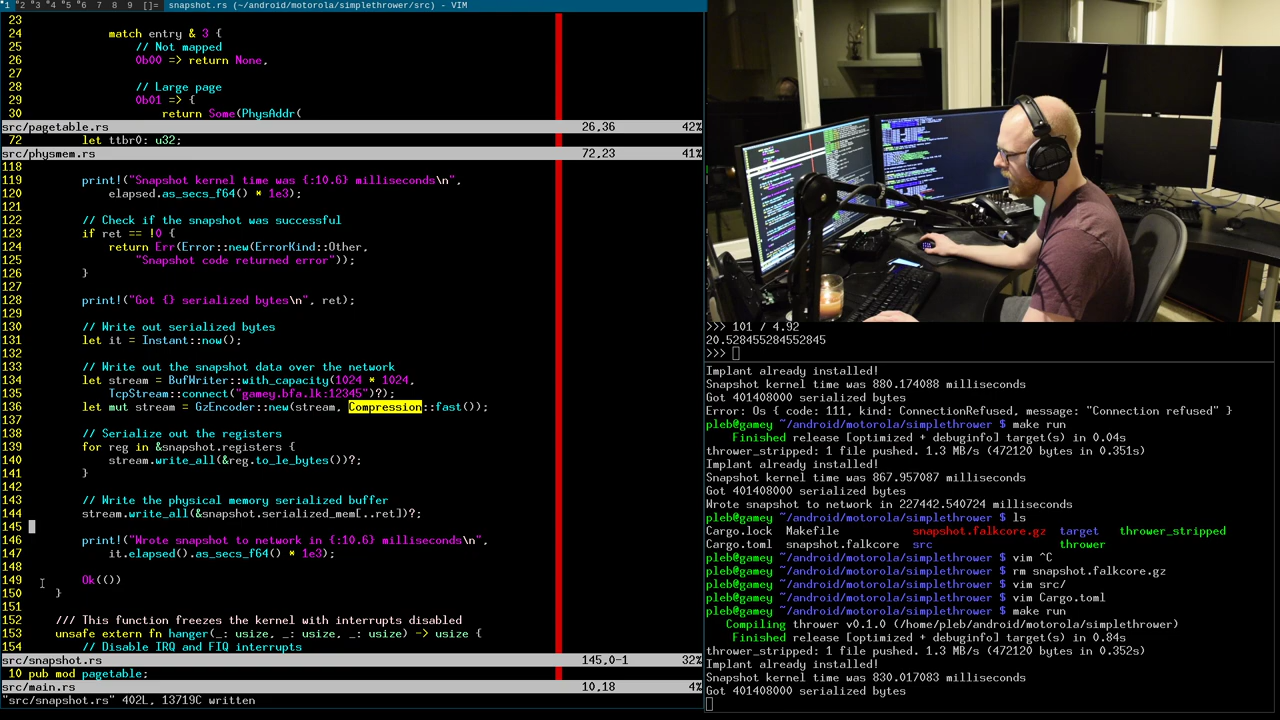 1 2 3 4 5 6 7 8 9 []= snapshot.rs (~/android/motorola/simplethrower/src) - VIM
23
24 match entry & 3 {
25 // Not mapped
26 0b00 => return None,
27
28 // Large page
29 0b01 => {
30 return Some(PhysAddr(
src/pagetable.rs 26,36 42%
72 let ttbr0: u32;
src/physmem.rs 72,23 41%
118
119 print!("Snapshot kernel time was {:10.6} milliseconds\n",
120 elapsed.as_secs_f64() * 1e3);
121
122 // Check if the snapshot was successful
123 if ret == !0 {
124 return Err(Error::new(ErrorKind::Other,
125 "Snapshot code returned error"));
126 }
127
128 print!("Got {} serialized bytes\n", ret);
129
130 // Write out serialized bytes
131 let it = Instant::now();
132
133 // Write out the snapshot data over the network
134 let stream = BufWriter::with_capacity(1024 * 1024,
135 TcpStream::connect("gamey.bfa.lk:12345")?);
136 let mut stream = GzEncoder::new(stream, Compression::fast());
137
138 // Serialize out the registers
139 for reg in &snapshot.registers {
140 stream.write_all(&reg.to_le_bytes())?;
141 }
142
143 // Write the physical memory serialized buffer
144 stream.write_all(&snapshot.serialized_mem[..ret])?;
145
146 print!("Wrote snapshot to network in {:10.6} milliseconds\n",
147 it.elapsed().as_secs_f64() * 1e3);
148
149 Ok(())
150 }
151
152 /// This function freezes the kernel with interrupts disabled
153 unsafe extern fn hanger(_: usize, _: usize, _: usize) -> usize {
154 // Disable IRQ and FIQ interrupts
src/snapshot.rs 145,0-1 32%
10 pub mod pagetable;
src/main.rs 10,18 4%
"src/snapshot.rs" 402L, 13719C written
>>> 101 / 4.92
20.528455284552845
>>>
Implant already installed!
Snapshot kernel time was 880.174088 milliseconds
Got 401408000 serialized bytes
Error: Os { code: 111, kind: ConnectionRefused, message: "Connection refused" }
pleb@gamey ~/android/motorola/simplethrower $ make run
Finished release [optimized + debuginfo] target(s) in 0.04s
thrower_stripped: 1 file pushed. 1.3 MB/s (472120 bytes in 0.351s)
Implant already installed!
Snapshot kernel time was 867.957087 milliseconds
Got 401408000 serialized bytes
Wrote snapshot to network in 227442.540724 milliseconds
pleb@gamey ~/android/motorola/simplethrower $ ls
Cargo.lock Makefile snapshot.falkcore.gz target thrower_stripped
Cargo.toml snapshot.falkcore src thrower
pleb@gamey ~/android/motorola/simplethrower $ vim ^C
pleb@gamey ~/android/motorola/simplethrower $ rm snapshot.falkcore.gz
pleb@gamey ~/android/motorola/simplethrower $ vim src/
pleb@gamey ~/android/motorola/simplethrower $ vim Cargo.toml
pleb@gamey ~/android/motorola/simplethrower $ make run
Compiling thrower v0.1.0 (/home/pleb/android/motorola/simplethrower)
Finished release [optimized + debuginfo] target(s) in 0.84s
thrower_stripped: 1 file pushed. 1.3 MB/s (472120 bytes in 0.352s)
Implant already installed!
Snapshot kernel time was 830.017083 milliseconds
Got 401408000 serialized bytes